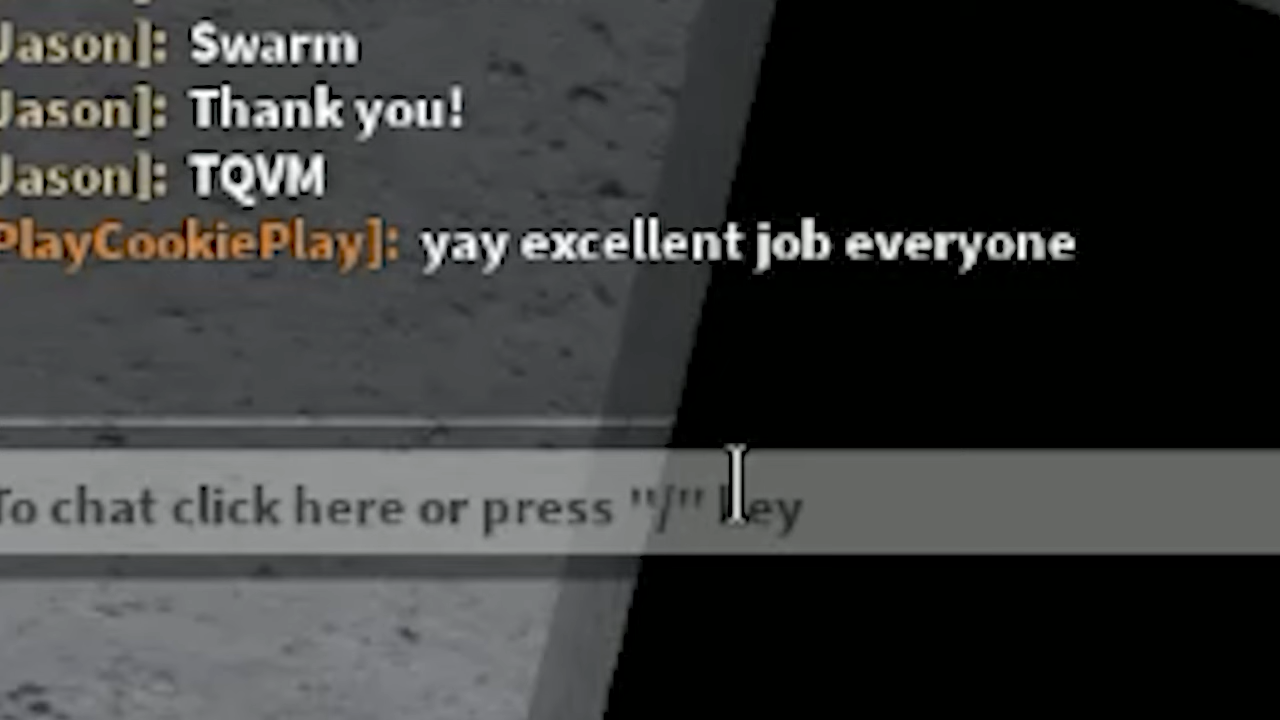 Jason]: Swarm
Jason]: Thank you!
Jason]: TQVM
PlayCookiePlay]: yay excellent job everyone
To chat click here or press "/" key